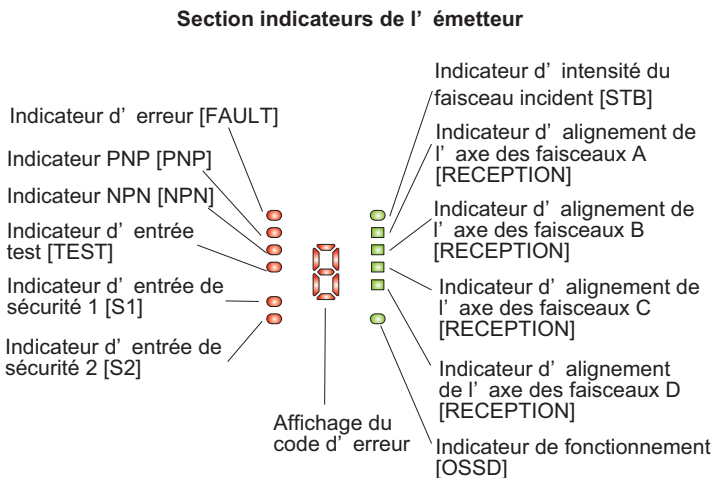 Section indicateurs de l’ émetteur
Indicateur d’ erreur [FAULT]
Indicateur PNP [PNP]
Indicateur NPN [NPN]
Indicateur d’ entrée
test [TEST]
Indicateur d’ entrée de
sécurité 1 [S1]
Indicateur d’ entrée de
sécurité 2 [S2]
Affichage du
code d’ erreur
Indicateur d’ intensité du
faisceau incident [STB]
Indicateur d’ alignement de
l’ axe des faisceaux A
[RECEPTION]
Indicateur d’ alignement de
l’ axe des faisceaux B
[RECEPTION]
Indicateur d’ alignement de
l’ axe des faisceaux C
[RECEPTION]
Indicateur d’ alignement
de l’ axe des faisceaux D
[RECEPTION]
Indicateur de fonctionnement
[OSSD]